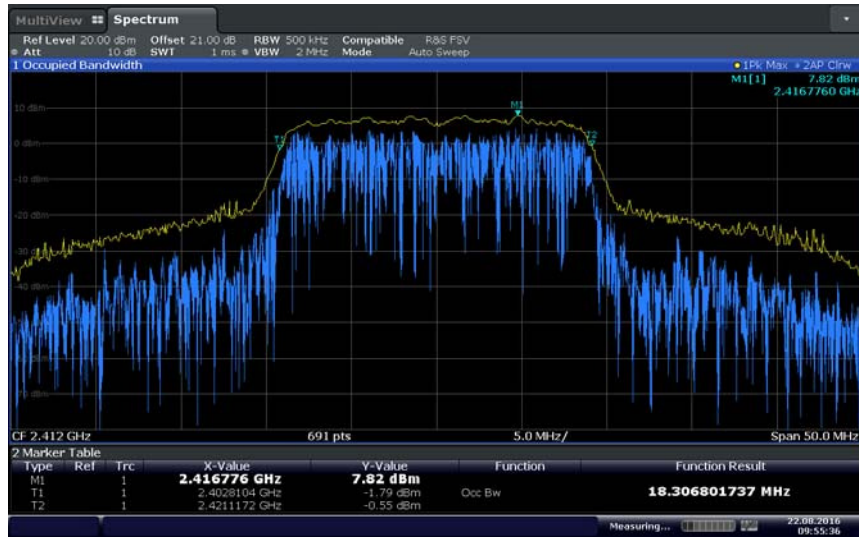 MultiView Spectrum
Ref Level 20.00 dBm Offset 21.00 dB RBW 500 kHz Compatible R&S FSV
Att 10 dB SWT 1 ms VBW 2 MHz Mode Auto Sweep
1 Occupied Bandwidth 1Pk Max 2AP Clrw
M1[1] 7.82 dBm
2.4167760 GHz
M1
10 dBm
T1
T2
0 dBm
-10 dBm
-20 dBm
-30 dBm
-40 dBm
CF 2.412 GHz 691 pts 5.0 MHz/ Span 50.0 MHz
2 Marker Table
Type Ref Trc X-Value Y-Value Function Function Result
M1 1 2.416776 GHz 7.82 dBm
T1 1 2.4028104 GHz -1.79 dBm Occ Bw 18.306801737 MHz
T2 1 2.4211172 GHz -0.55 dBm
Measuring... 22.08.2016
09:55:36